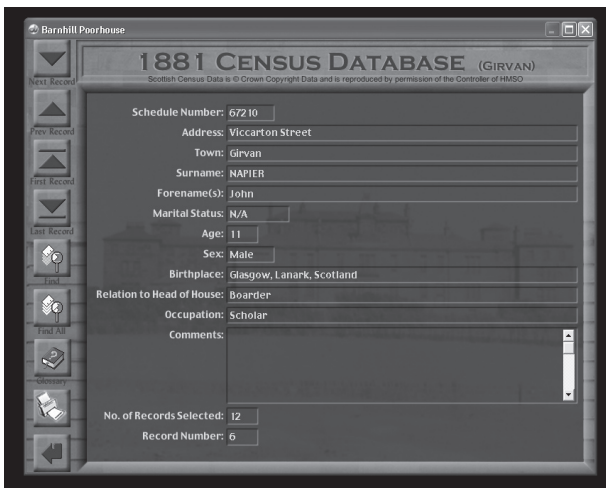 Barnhill Poorhouse
1881 CENSUS DATABASE (GIRVAN)
Scottish Census Data is © Crown Copyright Data and is reproduced by permission of the Controller of HMSO
Next Record
Prev Record
First Record
Last Record
Find
Find All
Glossary
Schedule Number: 67210
Address: Viccarton Street
Town: Girvan
Surname: NAPIER
Forename(s): John
Marital Status: N/A
Age: 11
Sex: Male
Birthplace: Glasgow, Lanark, Scotland
Relation to Head of House: Boarder
Occupation: Scholar
Comments:
No. of Records Selected: 12
Record Number: 6